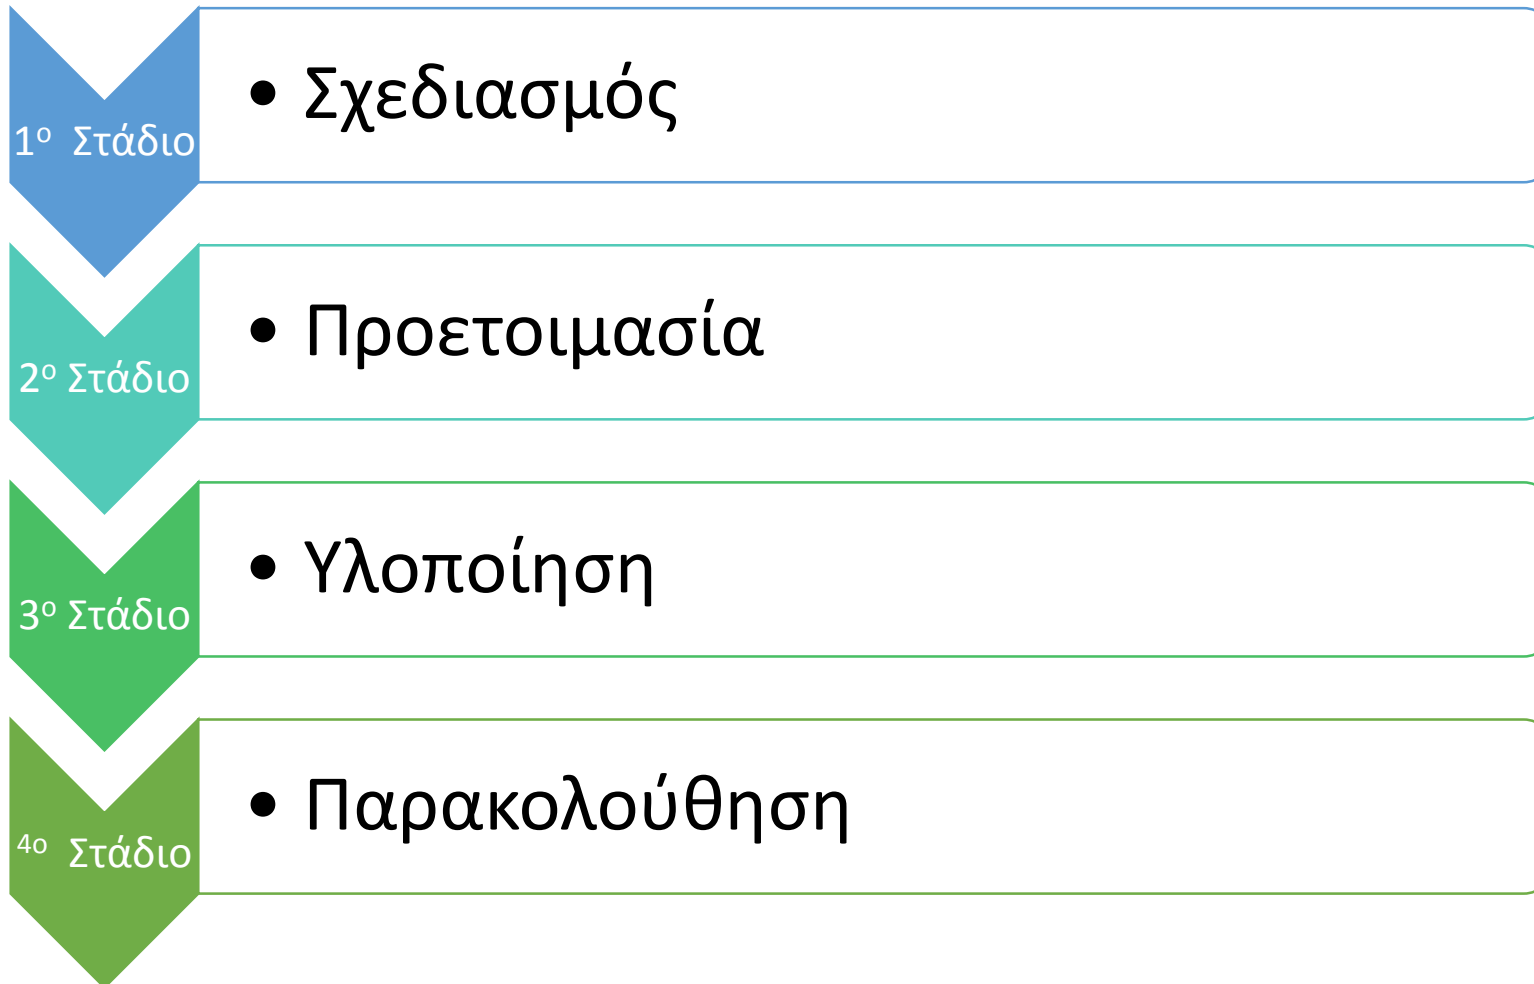 1ο Στάδιο
• Σχεδιασμός
2ο Στάδιο
• Προετοιμασία
3ο Στάδιο
• Υλοποίηση
4ο Στάδιο
• Παρακολούθηση